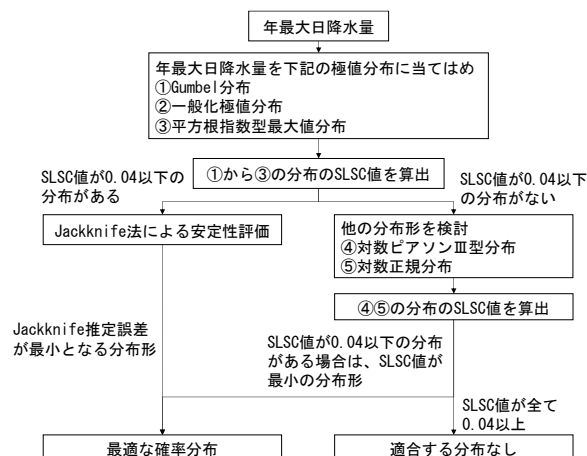 年最大日降水量
年最大日降水量を下記の極値分布に当てはめ
①Gumbel分布
②一般化極値分布
③平方根指数型最大値分布
①から③の分布のSLSC値を算出
SLSC値が0.04以下の
分布がある
SLSC値が0.04以下
の分布がない
Jackknife法による安定性評価
他の分布形を検討
④対数ピアソンⅢ型分布
⑤対数正規分布
④⑤の分布のSLSC値を算出
Jackknife推定誤差
が最小となる分布形
SLSC値が0.04以下の分布
がある場合は、SLSC値が
最小の分布形
SLSC値が全て
0.04以上
最適な確率分布
適合する分布なし